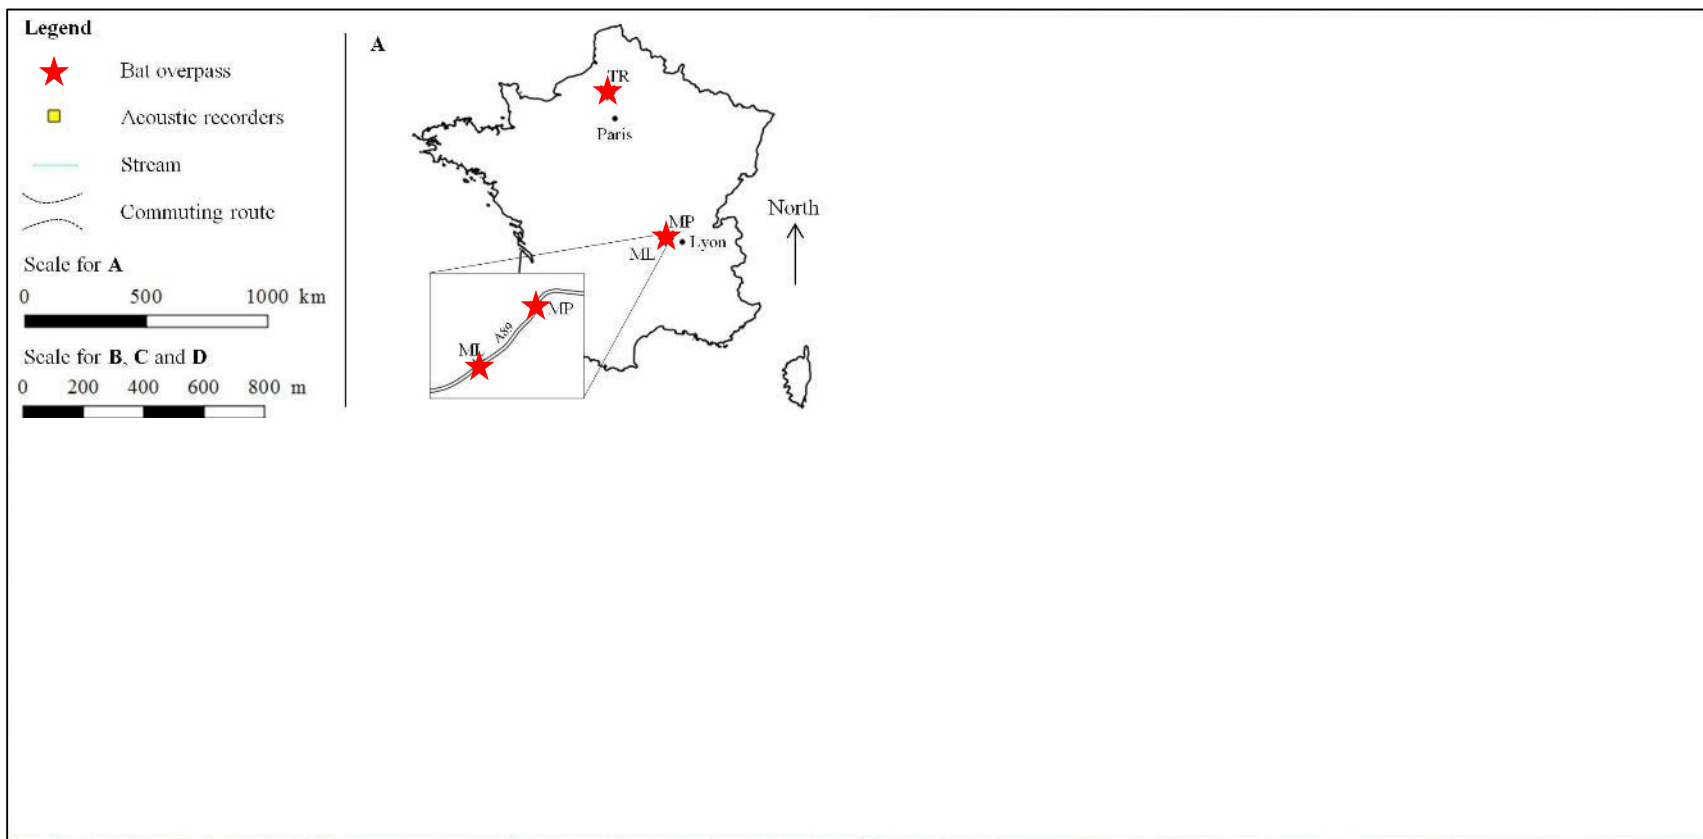 Legend
Bat overpass
Acoustic recorders
Stream
Commuting route
Scale for A
0 500 1000 km
Scale for B, C and D
0 200 400 600 800 m
A
TR
Paris
MP
Lyon
ML
North
MP
A89
ML